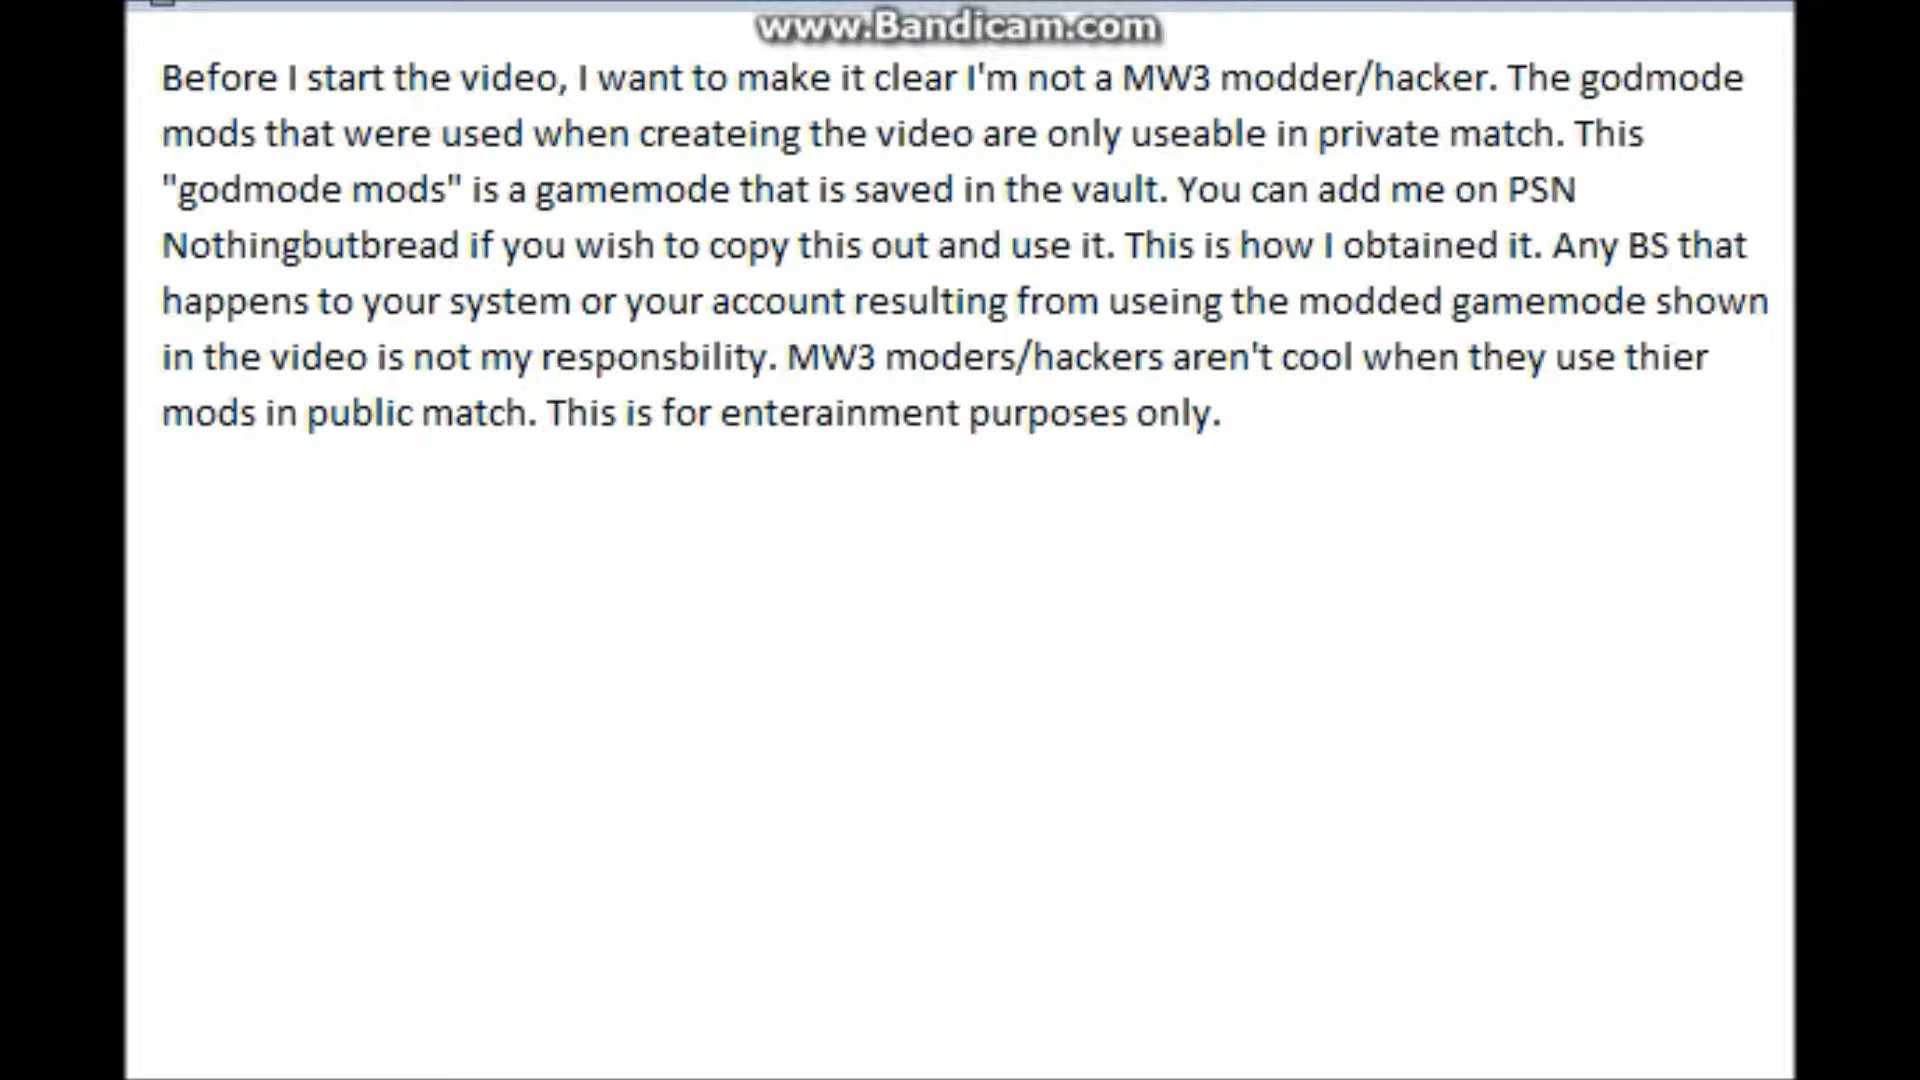 www.Bandicam.com
Before I start the video, I want to make it clear I'm not a MW3 modder/hacker. The godmode
mods that were used when createing the video are only useable in private match. This
"godmode mods" is a gamemode that is saved in the vault. You can add me on PSN
Nothingbutbread if you wish to copy this out and use it. This is how I obtained it. Any BS that
happens to your system or your account resulting from useing the modded gamemode shown
in the video is not my responsbility. MW3 moders/hackers aren't cool when they use thier
mods in public match. This is for enterainment purposes only.